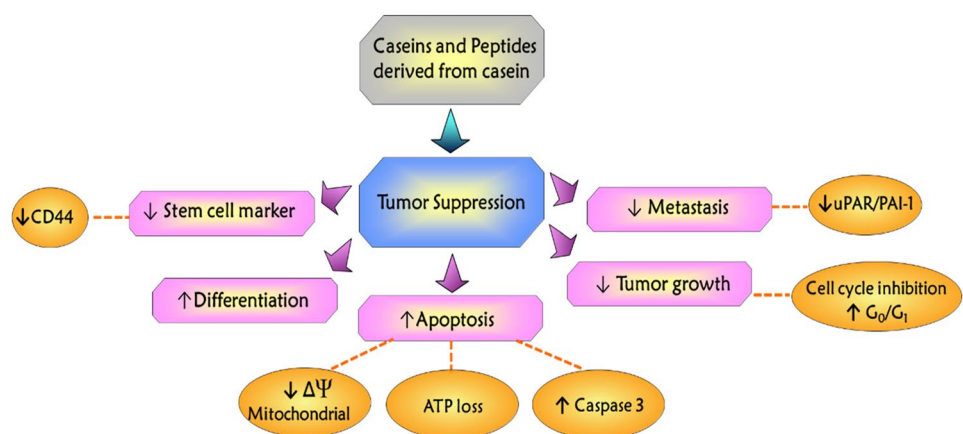 Caseins and Peptides
derived from casein
Tumor Suppression
↓CD44
↓ Stem cell marker
↓ Metastasis
↓uPAR/PAI-1
↑Differentiation
↓ Tumor growth
Cell cycle inhibition
↑ G₀/G₁
↑Apoptosis
↓ ΔΨ
Mitochondrial
ATP loss
↑ Caspase 3